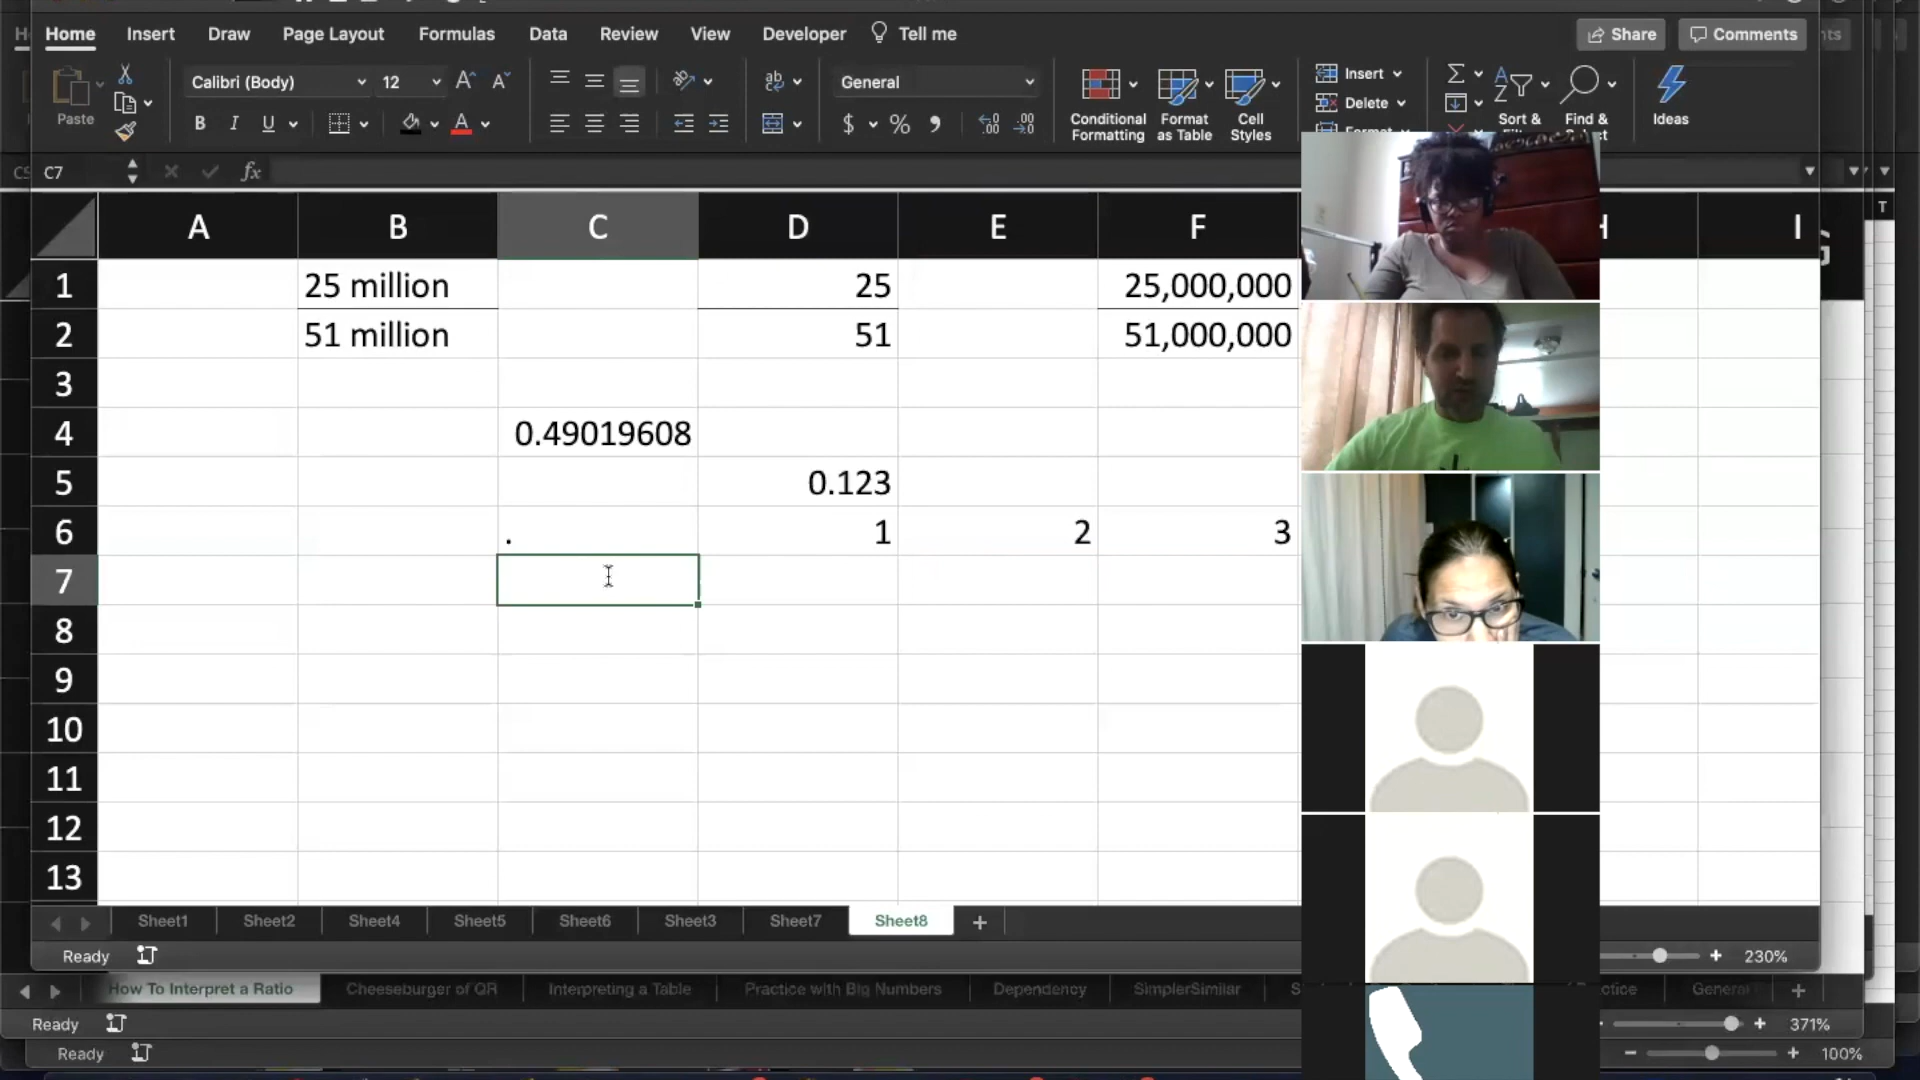 Home Insert Draw Page Layout Formulas Data Review View Developer Tell me Share Comments
Paste Calibri (Body) 12 A A ab General Insert
B I U A $ % Delete
Conditional Formatting Format as Table Cell Styles Format Sort & Find & Ideas
C7 fx
A B C D E F H I
1 25 million 25 25,000,000
2 51 million 51 51,000,000
3
4 0.49019608
5 0.123
6 . 1 2 3
7
8
9
10
11
12
13
Sheet1 Sheet2 Sheet4 Sheet5 Sheet6 Sheet3 Sheet7 Sheet8 +
Ready 230%
How To Interpret a Ratio Cheeseburger of QR Interpreting a Table Practice with Big Numbers Dependency SimplerSimilar General
Ready 371%
Ready 100%